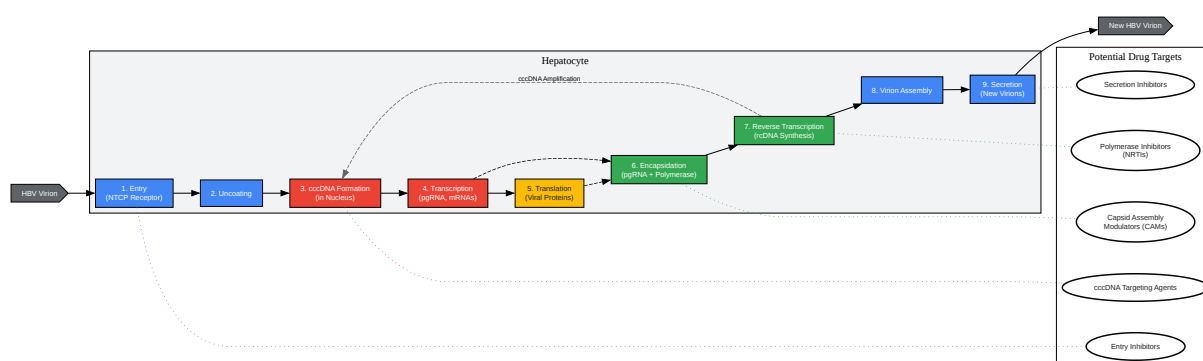 New HBV Virion
Hepatocyte
Potential Drug Targets
cccDNA Amplification
Secretion Inhibitors
9. Secretion
(New Virions)
8. Virion Assembly
7. Reverse Transcription
(rcDNA Synthesis)
Polymerase Inhibitors
(NRTIs)
6. Encapsidation
(pgRNA + Polymerase)
HBV Virion
1. Entry
(NTCP Receptor)
2. Uncoating
3. cccDNA Formation
(in Nucleus)
4. Transcription
(pgRNA, mRNAs)
5. Translation
(Viral Proteins)
Capsid Assembly
Modulators (CAMs)
cccDNA Targeting Agents
Entry Inhibitors